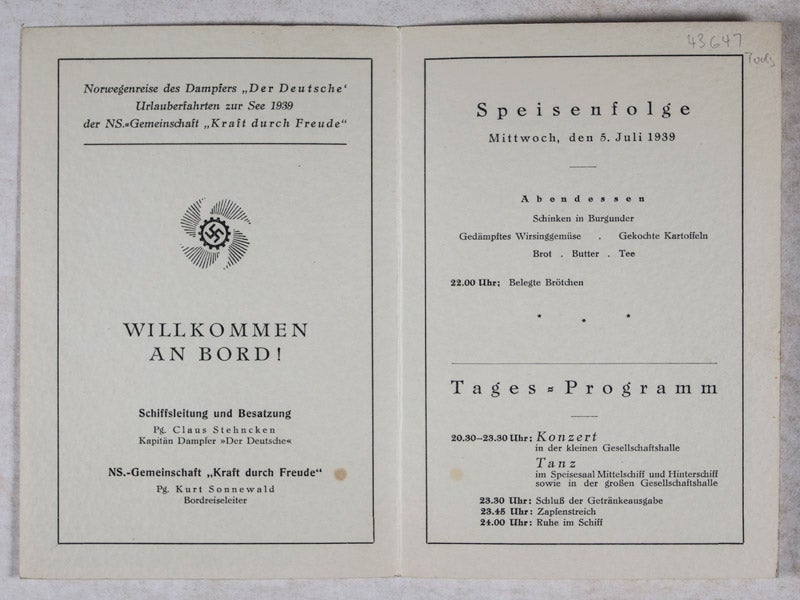 Norwegenreise des Dampfers „Der Deutsche‘
Urlauberfahrten zur See 1939
der NS.=Gemeinschaft „Kraft durch Freude“
WILLKOMMEN
AN BORD!
Schiffsleitung und Besatzung
Pg. Claus Stehncken
Kapitän Dampfer »Der Deutsche«
NS.-Gemeinschaft „Kraft durch Freude“
Pg. Kurt Sonnewald
Bordreiseleiter
43647
Speisenfolge
Mittwoch, den 5. Juli 1939
Abendessen
Schinken in Burgunder
Gedämpftes Wirsinggemüse . Gekochte Kartoffeln
Brot . Butter . Tee
22.00 Uhr: Belegte Brötchen
* * *
Tages=Programm
20.30–23.30 Uhr: Konzert
in der kleinen Gesellschaftshalle
Tanz
im Speisesaal Mittelschiff und Hinterschiff
sowie in der großen Gesellschaftshalle
23.30 Uhr: Schluß der Getränkeausgabe
23.45 Uhr: Zapfenstreich
24.00 Uhr: Ruhe im Schiff